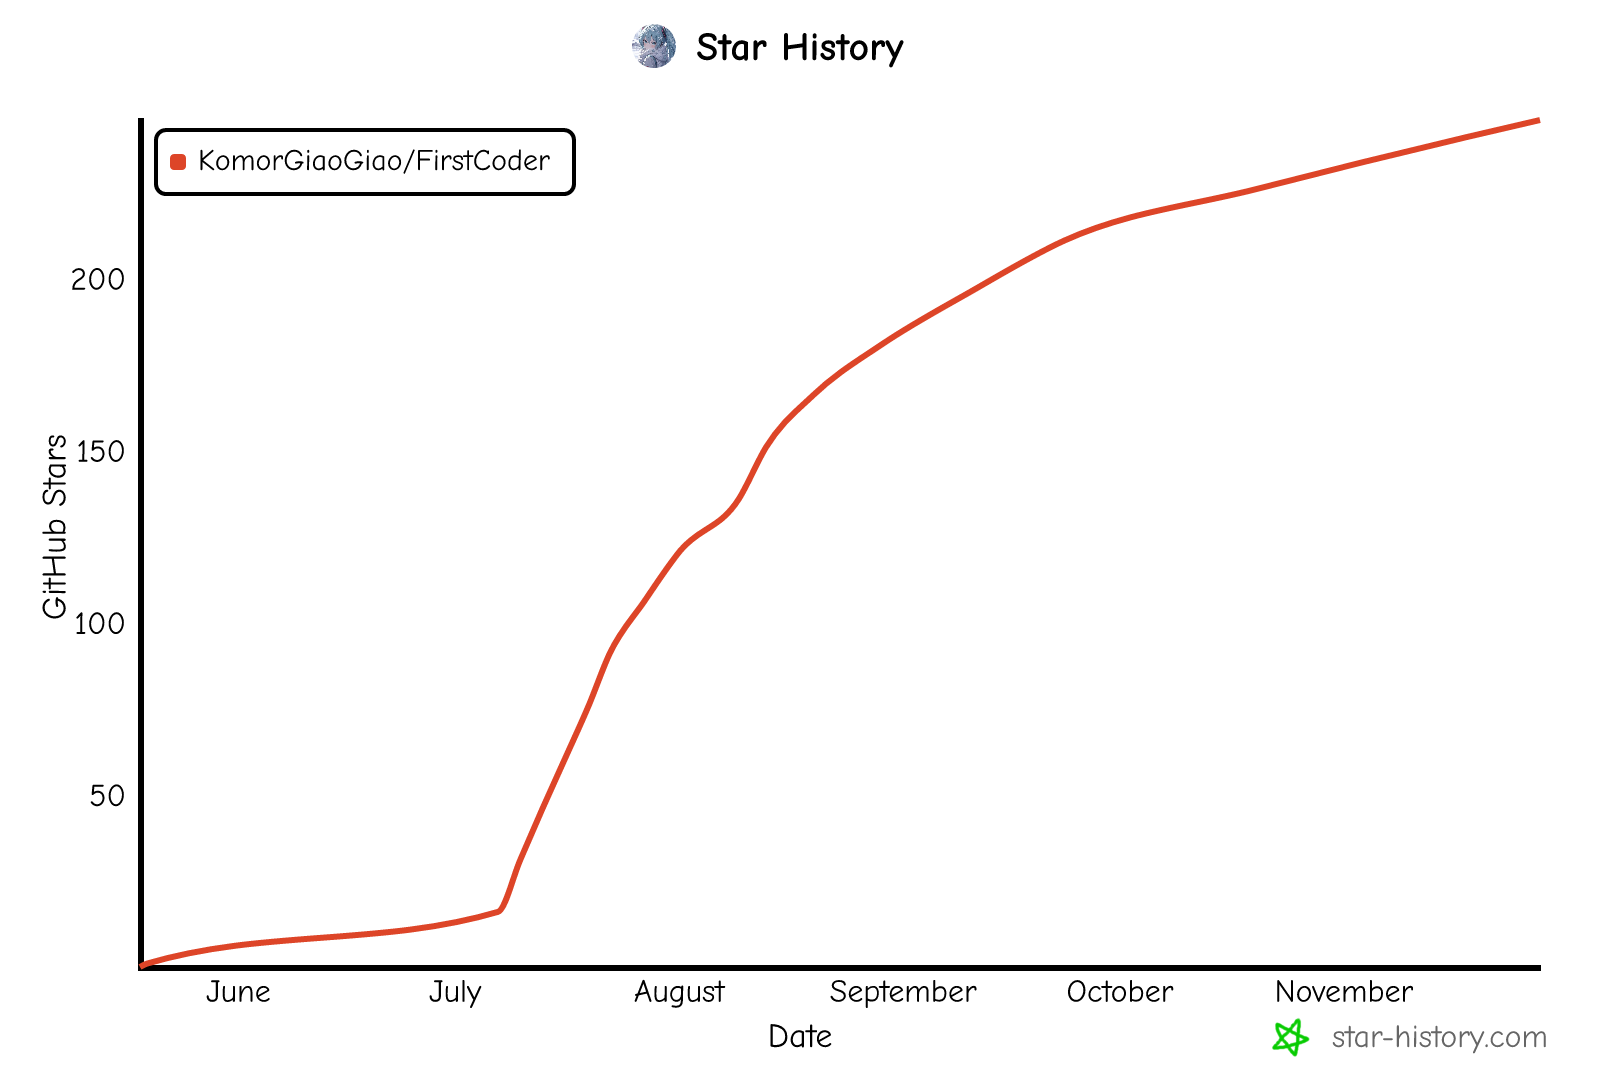 Star History
KomorGiaoGiao/FirstCoder
200
150
100
50
GitHub Stars
June
July
August
September
October
November
Date
star-history.com